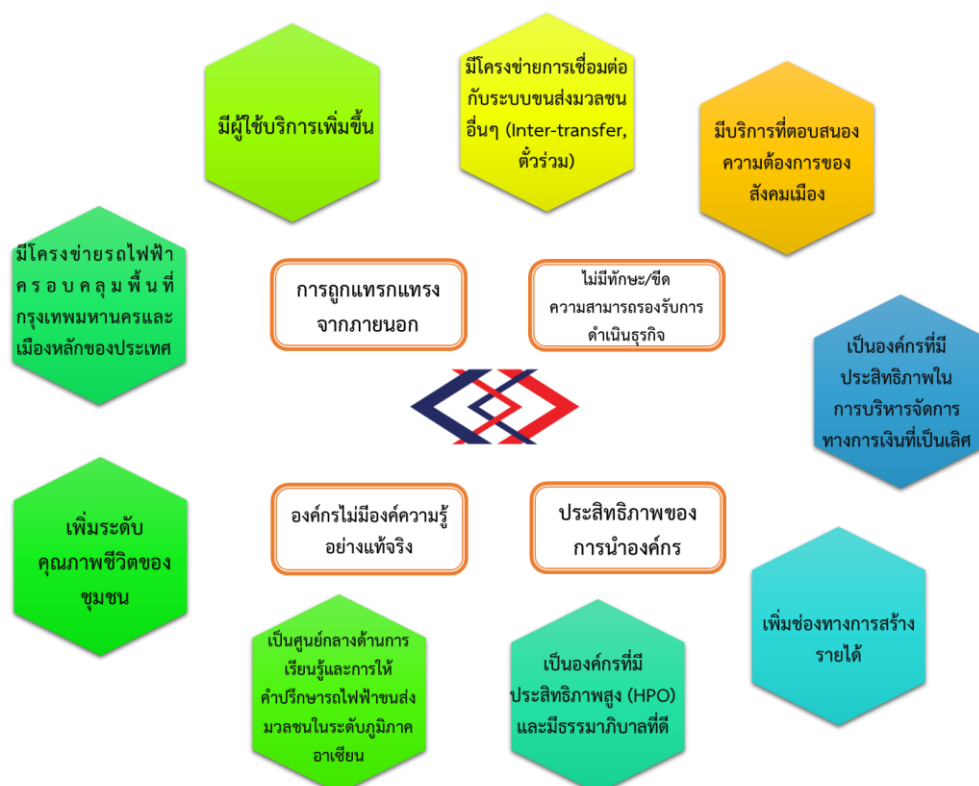 มีผู้ใช้บริการเพิ่มขึ้น
มีโครงข่ายการเชื่อมต่อ
กับระบบขนส่งมวลชน
อื่นๆ (Inter-transfer,
ตั๋วร่วม)
มีบริการที่ตอบสนอง
ความต้องการของ
สังคมเมือง
มีโครงข่ายรถไฟฟ้า
ครอบคลุมพื้นที่
กรุงเทพมหานครและ
เมืองหลักของประเทศ
การถูกแทรกแทรง
จากภายนอก
ไม่มีทักษะ/ขีด
ความสามารถรองรับการ
ดำเนินธุรกิจ
เป็นองค์กรที่มี
ประสิทธิภาพใน
การบริหารจัดการ
ทางการเงินที่เป็นเลิศ
เพิ่มระดับ
คุณภาพชีวิตของ
ชุมชน
องค์กรไม่มีองค์ความรู้
อย่างแท้จริง
ประสิทธิภาพของ
การนำองค์กร
เพิ่มช่องทางการสร้าง
รายได้
เป็นศูนย์กลางด้านการ
เรียนรู้และการให้
คำปรึกษารถไฟฟ้าขนส่ง
มวลชนในระดับภูมิภาค
อาเซียน
เป็นองค์กรที่มี
ประสิทธิภาพสูง (HPO)
และมีธรรมาภิบาลที่ดี